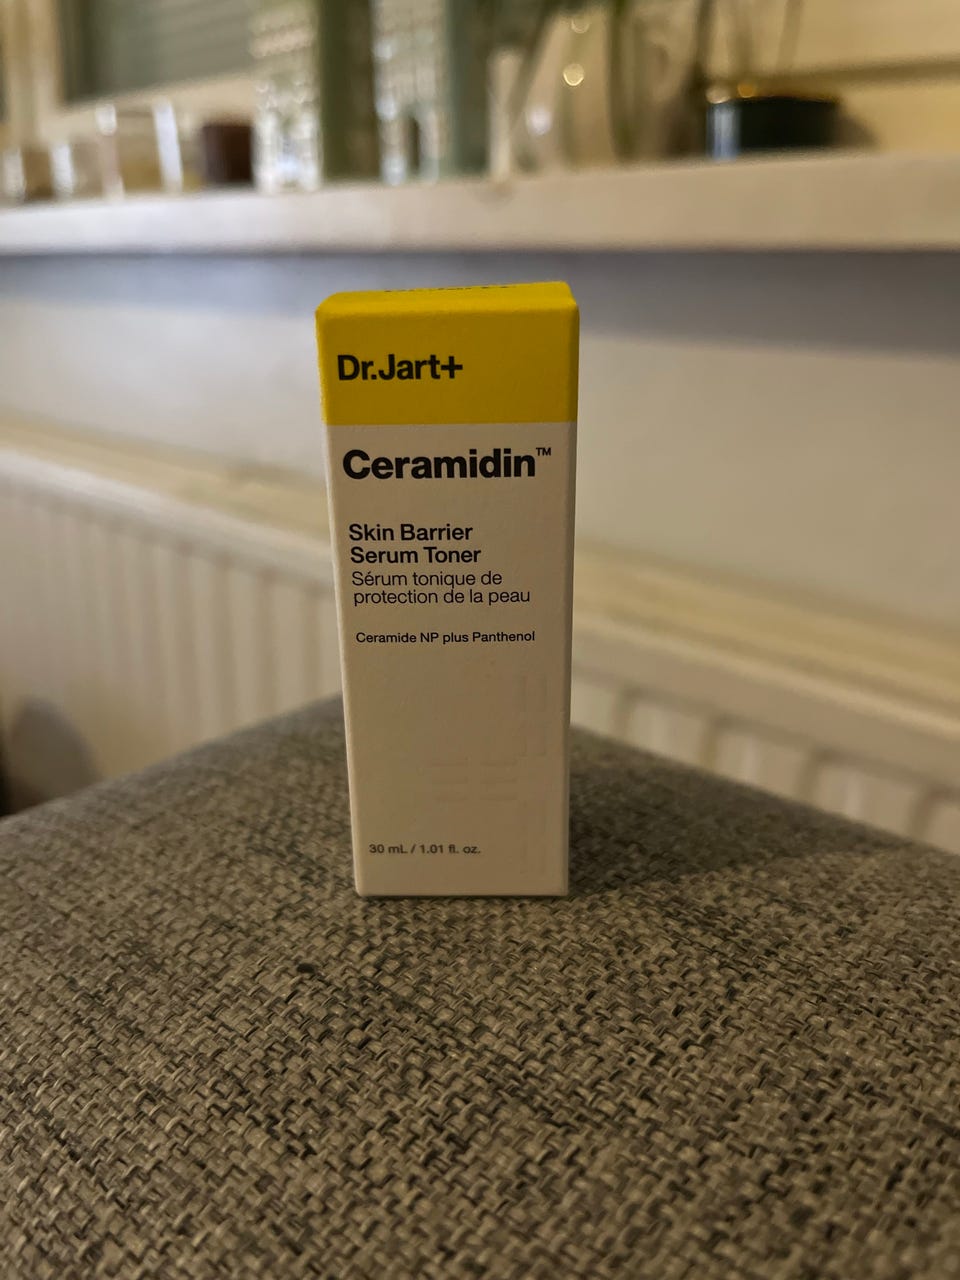 Dr.Jart+
Ceramidin™
Skin Barrier
Serum Toner
Sérum tonique de
protection de la peau
Ceramide NP plus Panthenol
30 mL / 1.01 fl. oz.